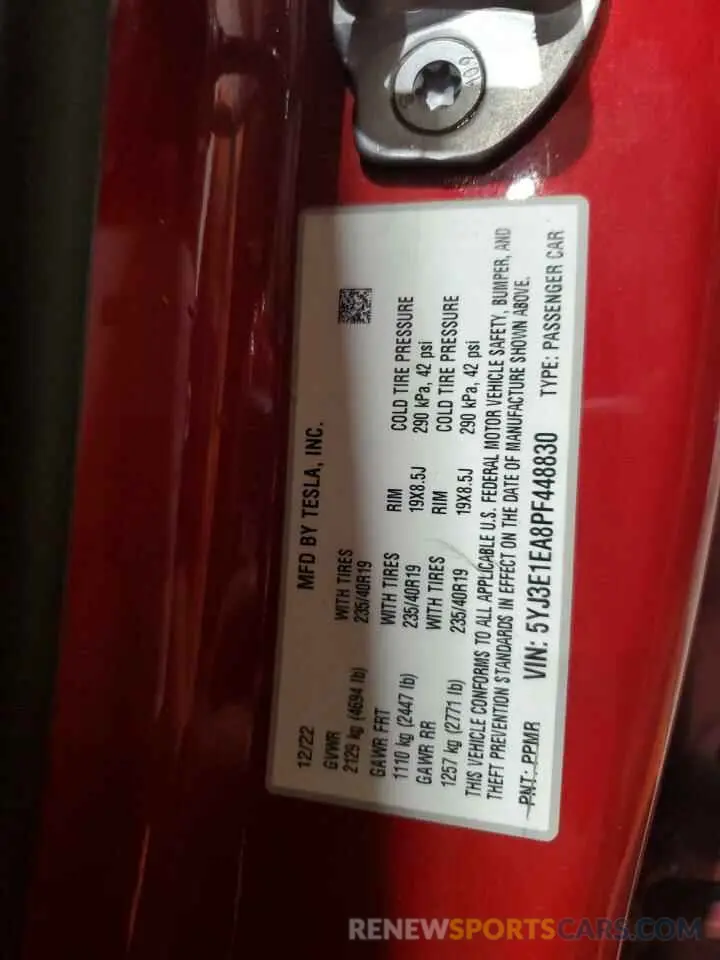 MFD BY TESLA, INC.
12/22
GVWR WITH TIRES
2129 kg (4694 lb) 235/40R19
GAWR FRT WITH TIRES RIM COLD TIRE PRESSURE
1110 kg (2447 lb) 235/40R19 19X8.5J 290 kPa, 42 psi
GAWR RR WITH TIRES RIM COLD TIRE PRESSURE
1257 kg (2771 lb) 235/40R19 19X8.5J 290 kPa, 42 psi
THIS VEHICLE CONFORMS TO ALL APPLICABLE U.S. FEDERAL MOTOR VEHICLE SAFETY, BUMPER, AND
THEFT PREVENTION STANDARDS IN EFFECT ON THE DATE OF MANUFACTURE SHOWN ABOVE.
PNT: PPMR VIN: 5YJ3E1EA8PF448830 TYPE: PASSENGER CAR
RENEWSPORTSCARS.COM